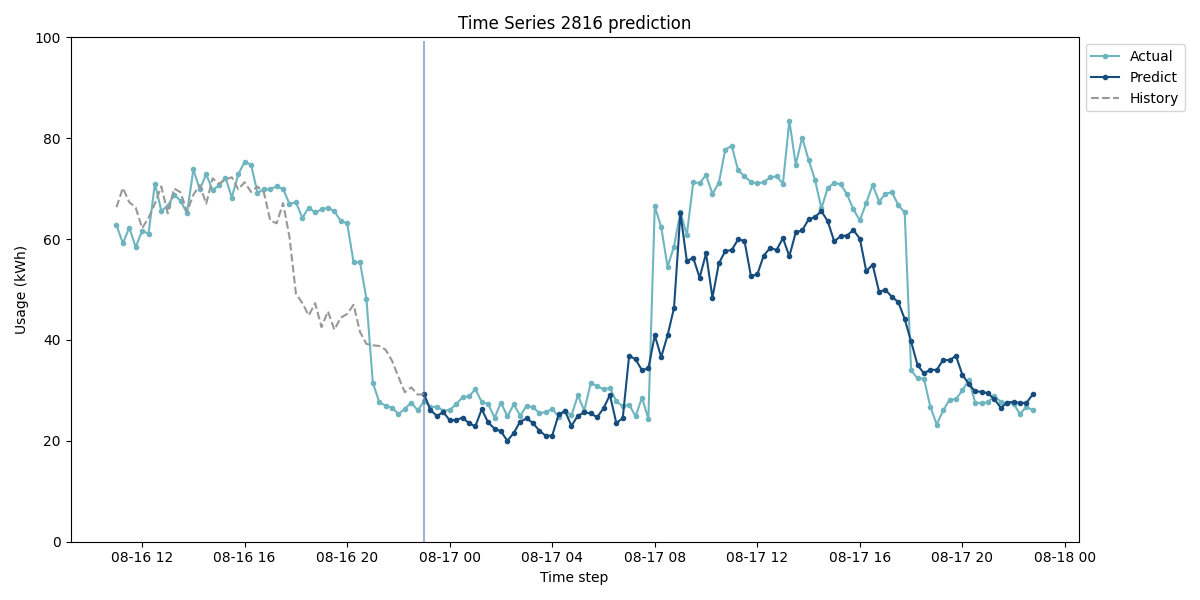 Time Series 2816 prediction
Actual
Predict
History
Usage (kWh)
100
80
60
40
20
0
08-16 12
08-16 16
08-16 20
08-17 00
08-17 04
08-17 08
08-17 12
08-17 16
08-17 20
08-18 00
Time step